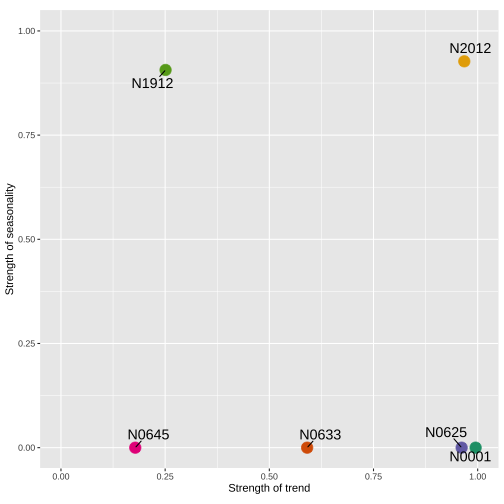 1.00
0.75
0.50
0.25
0.00
Strength of seasonality
N2012
N1912
N0645
N0633
N0625
N0001
0.00
0.25
0.50
0.75
1.00
Strength of trend